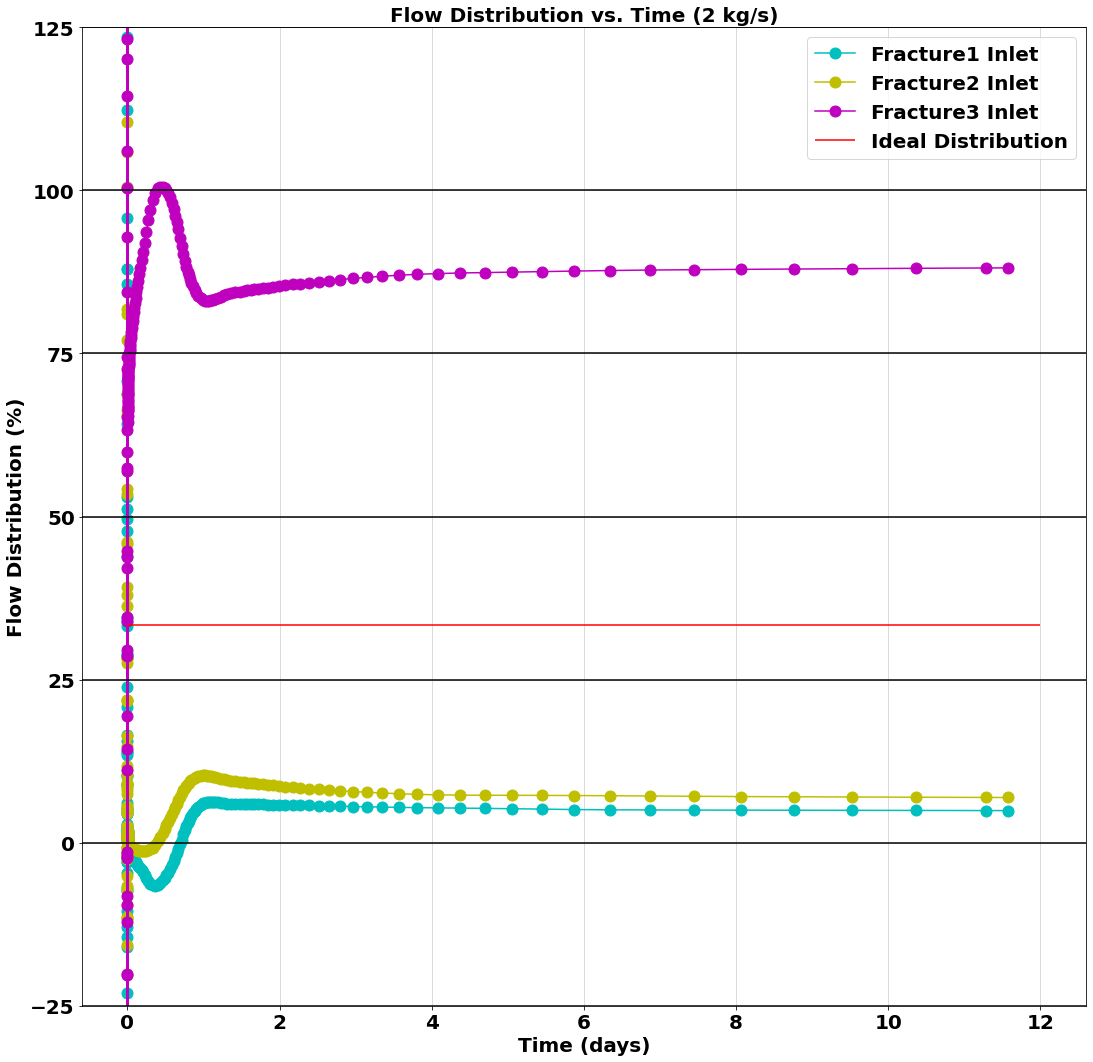 Flow Distribution vs. Time (2 kg/s)
Fracture1 Inlet
Fracture2 Inlet
Fracture3 Inlet
Ideal Distribution
Flow Distribution (%)
125
100
75
50
25
0
−25
0 2 4 6 8 10 12
Time (days)